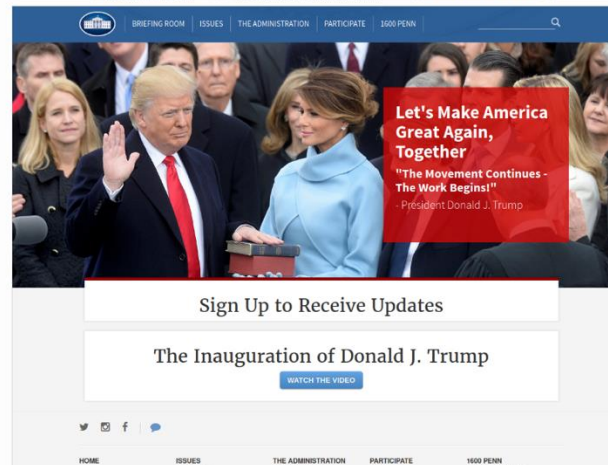 BRIEFING ROOM ISSUES THE ADMINISTRATION PARTICIPATE 1600 PENN
Let's Make America
Great Again,
Together
"The Movement Continues -
The Work Begins!"
- President Donald J. Trump
Sign Up to Receive Updates
The Inauguration of Donald J. Trump
WATCH THE VIDEO
HOME ISSUES THE ADMINISTRATION PARTICIPATE 1600 PENN